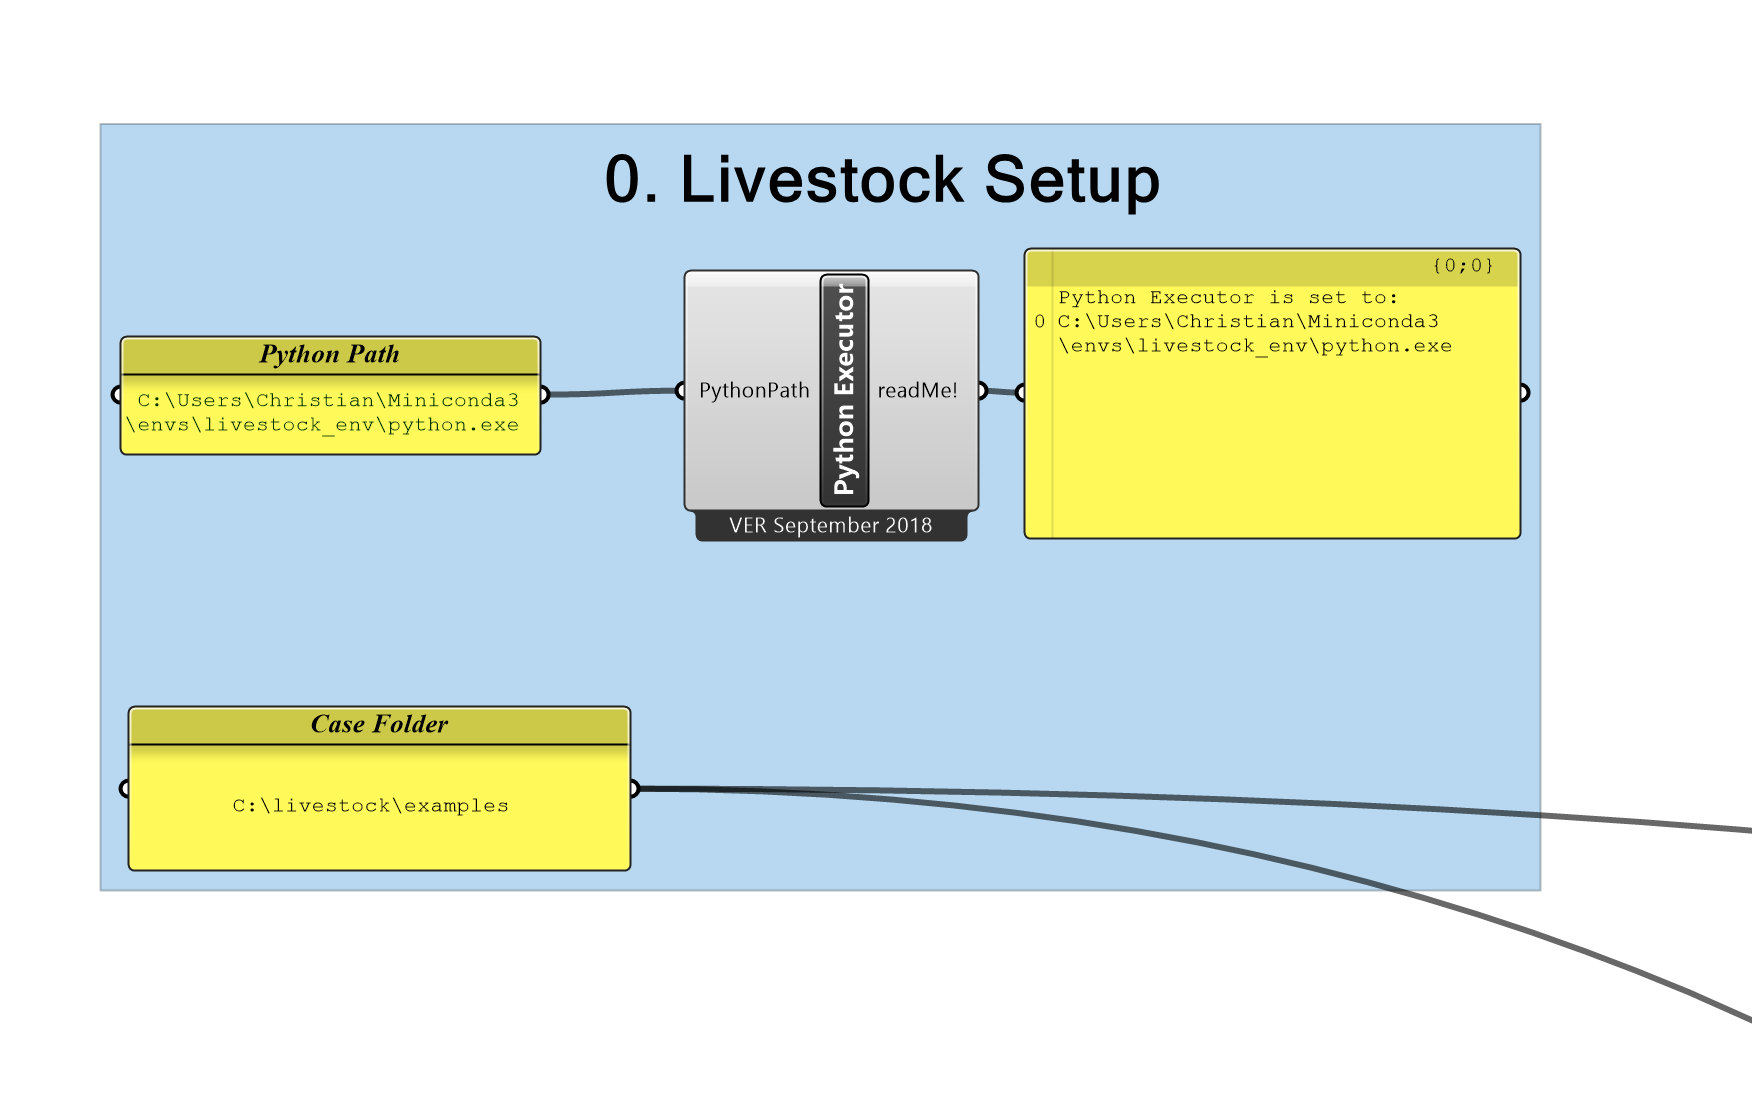 0. Livestock Setup
Python Path
C:\Users\Christian\Miniconda3
\envs\livestock_env\python.exe
PythonPath
Python Executor
readMe!
VER September 2018
{0;0}
Python Executor is set to:
0 C:\Users\Christian\Miniconda3
\envs\livestock_env\python.exe
Case Folder
C:\livestock\examples